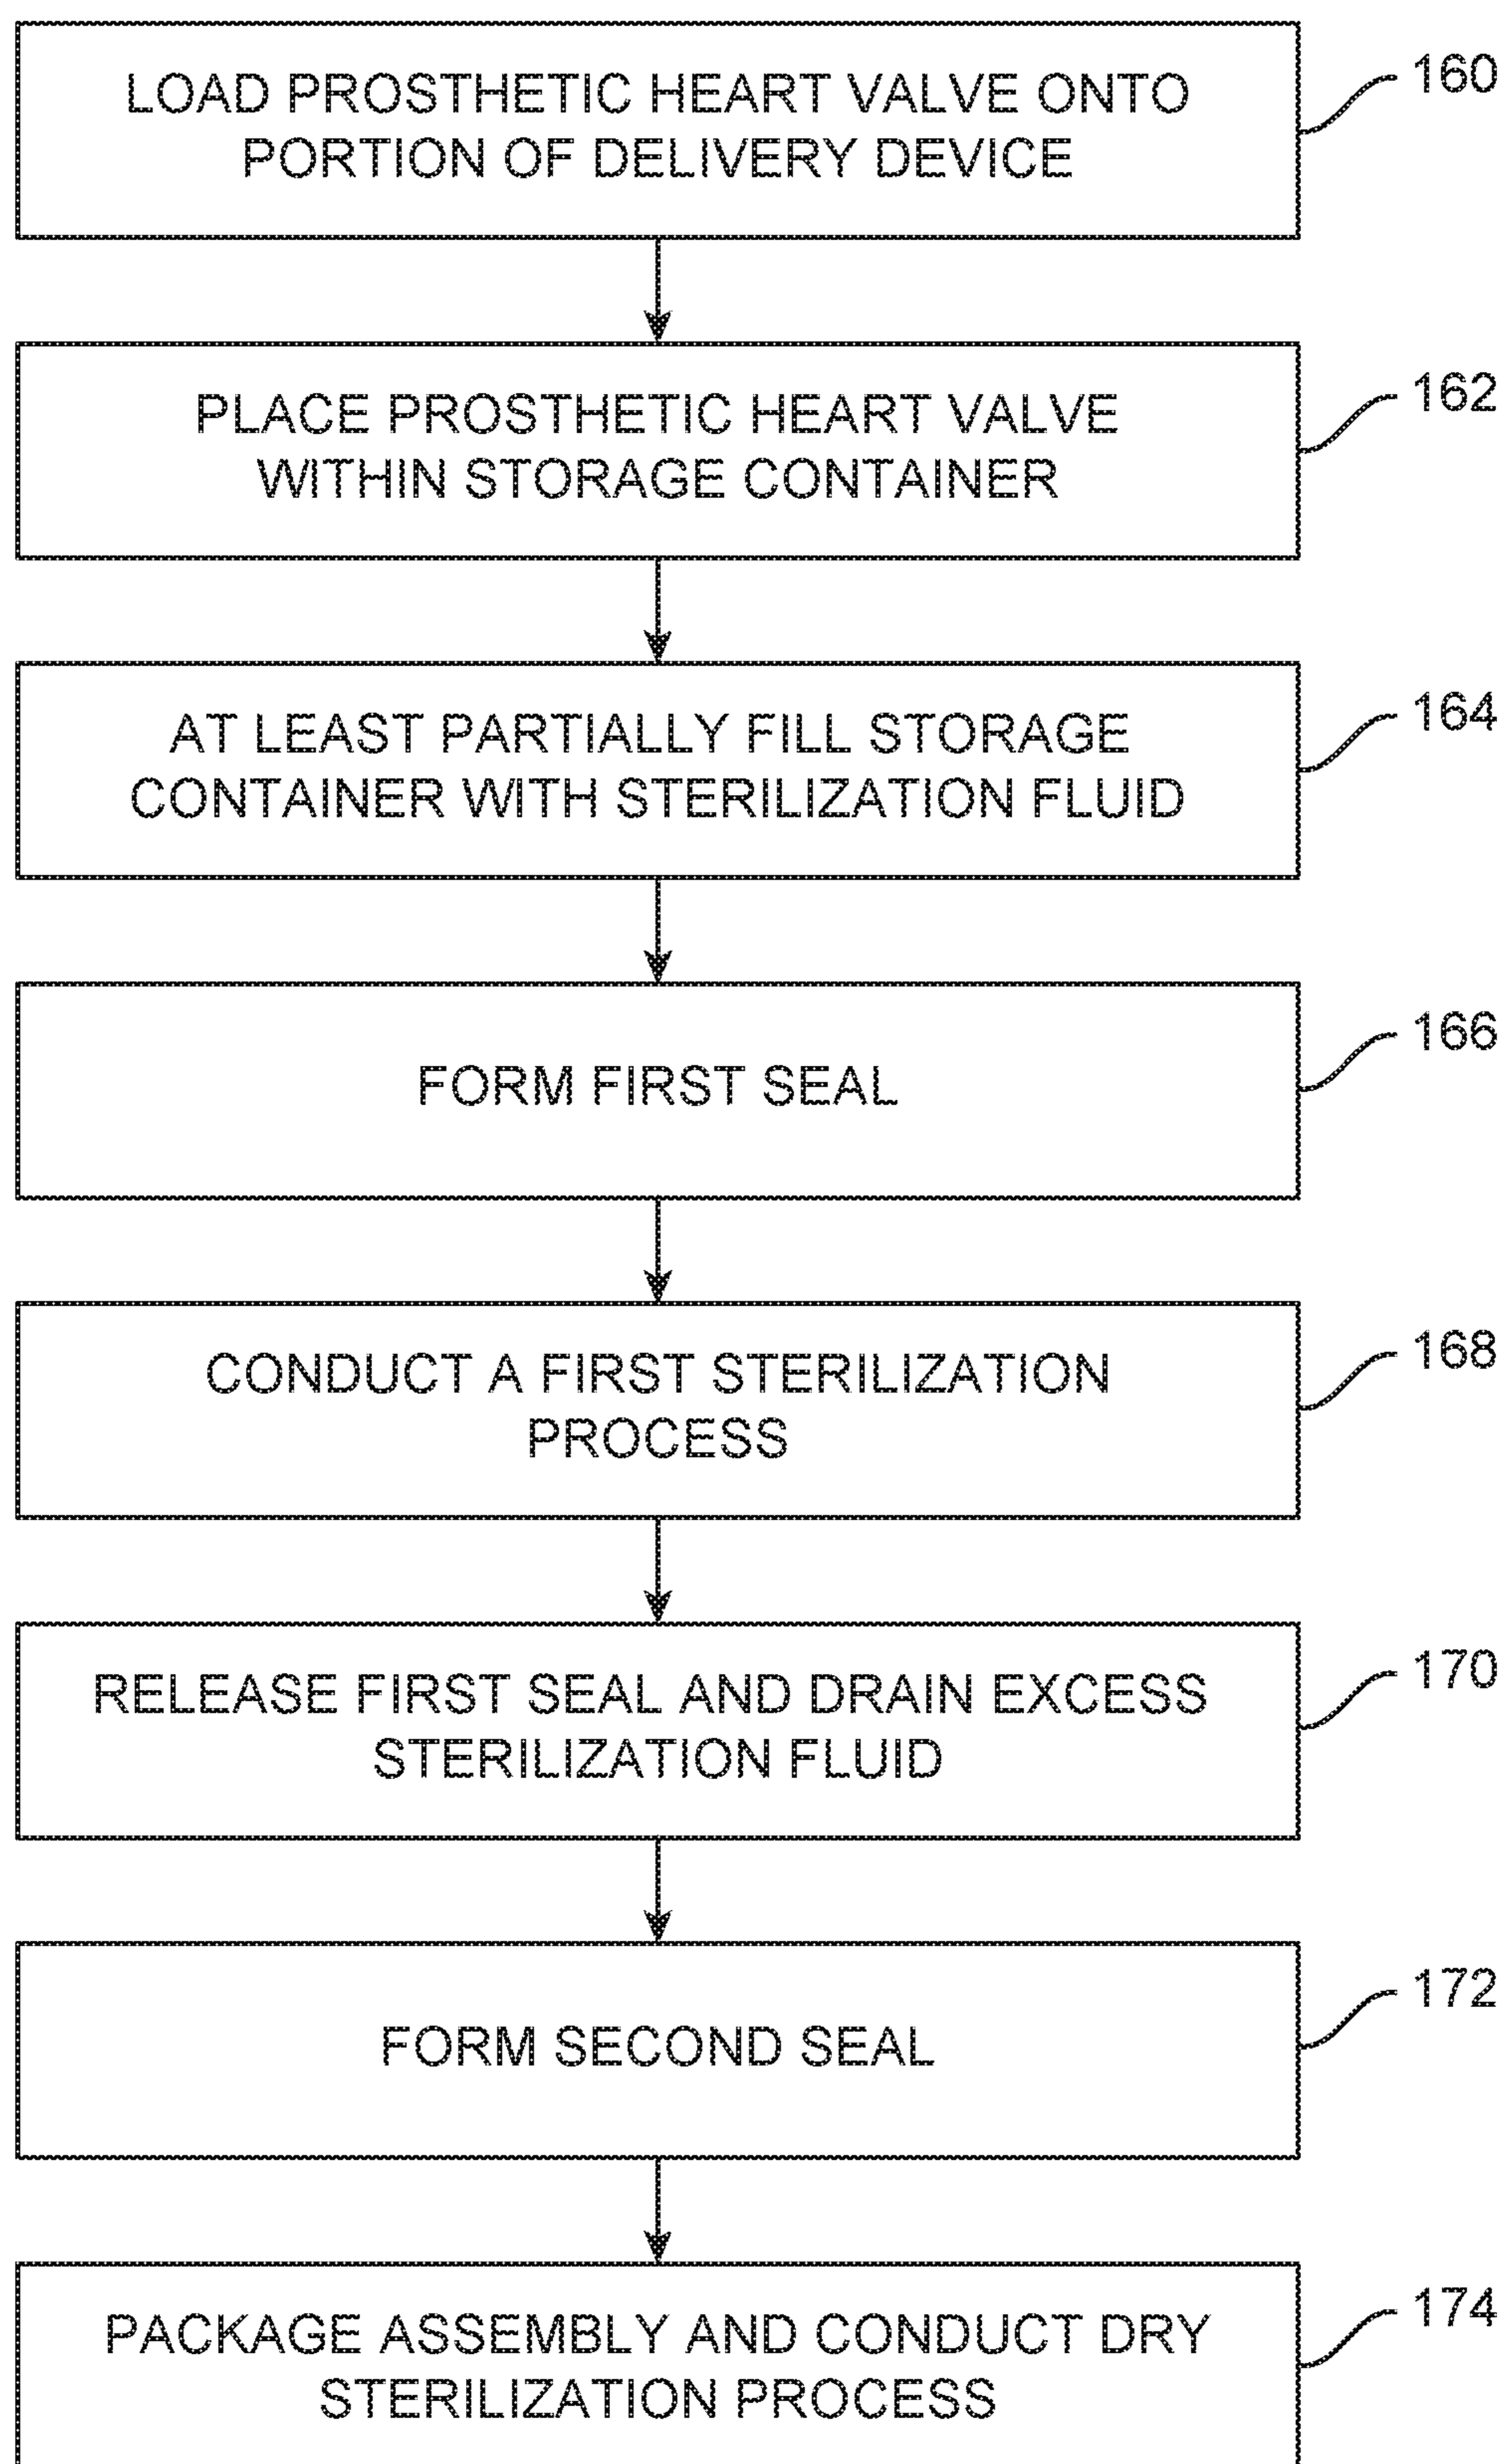 LOAD PROSTHETIC HEART VALVE ONTO
PORTION OF DELIVERY DEVICE
160
PLACE PROSTHETIC HEART VALVE
WITHIN STORAGE CONTAINER
162
AT LEAST PARTIALLY FILL STORAGE
CONTAINER WITH STERILIZATION FLUID
164
FORM FIRST SEAL
166
CONDUCT A FIRST STERILIZATION
PROCESS
168
RELEASE FIRST SEAL AND DRAIN EXCESS
STERILIZATION FLUID
170
FORM SECOND SEAL
172
PACKAGE ASSEMBLY AND CONDUCT DRY
STERILIZATION PROCESS
174